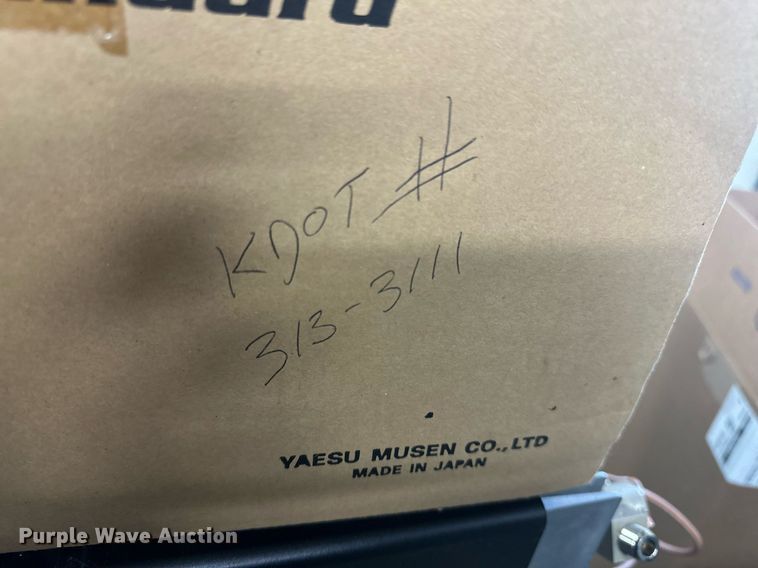 KDOT #
313-3111
YAESU MUSEN CO., LTD
MADE IN JAPAN
Purple Wave Auction